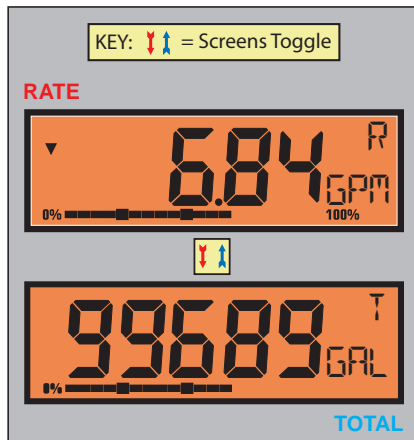 KEY: = Screens Toggle
RATE
R
6.84 GPM
0% 100%
T
99689 GAL
0%
TOTAL